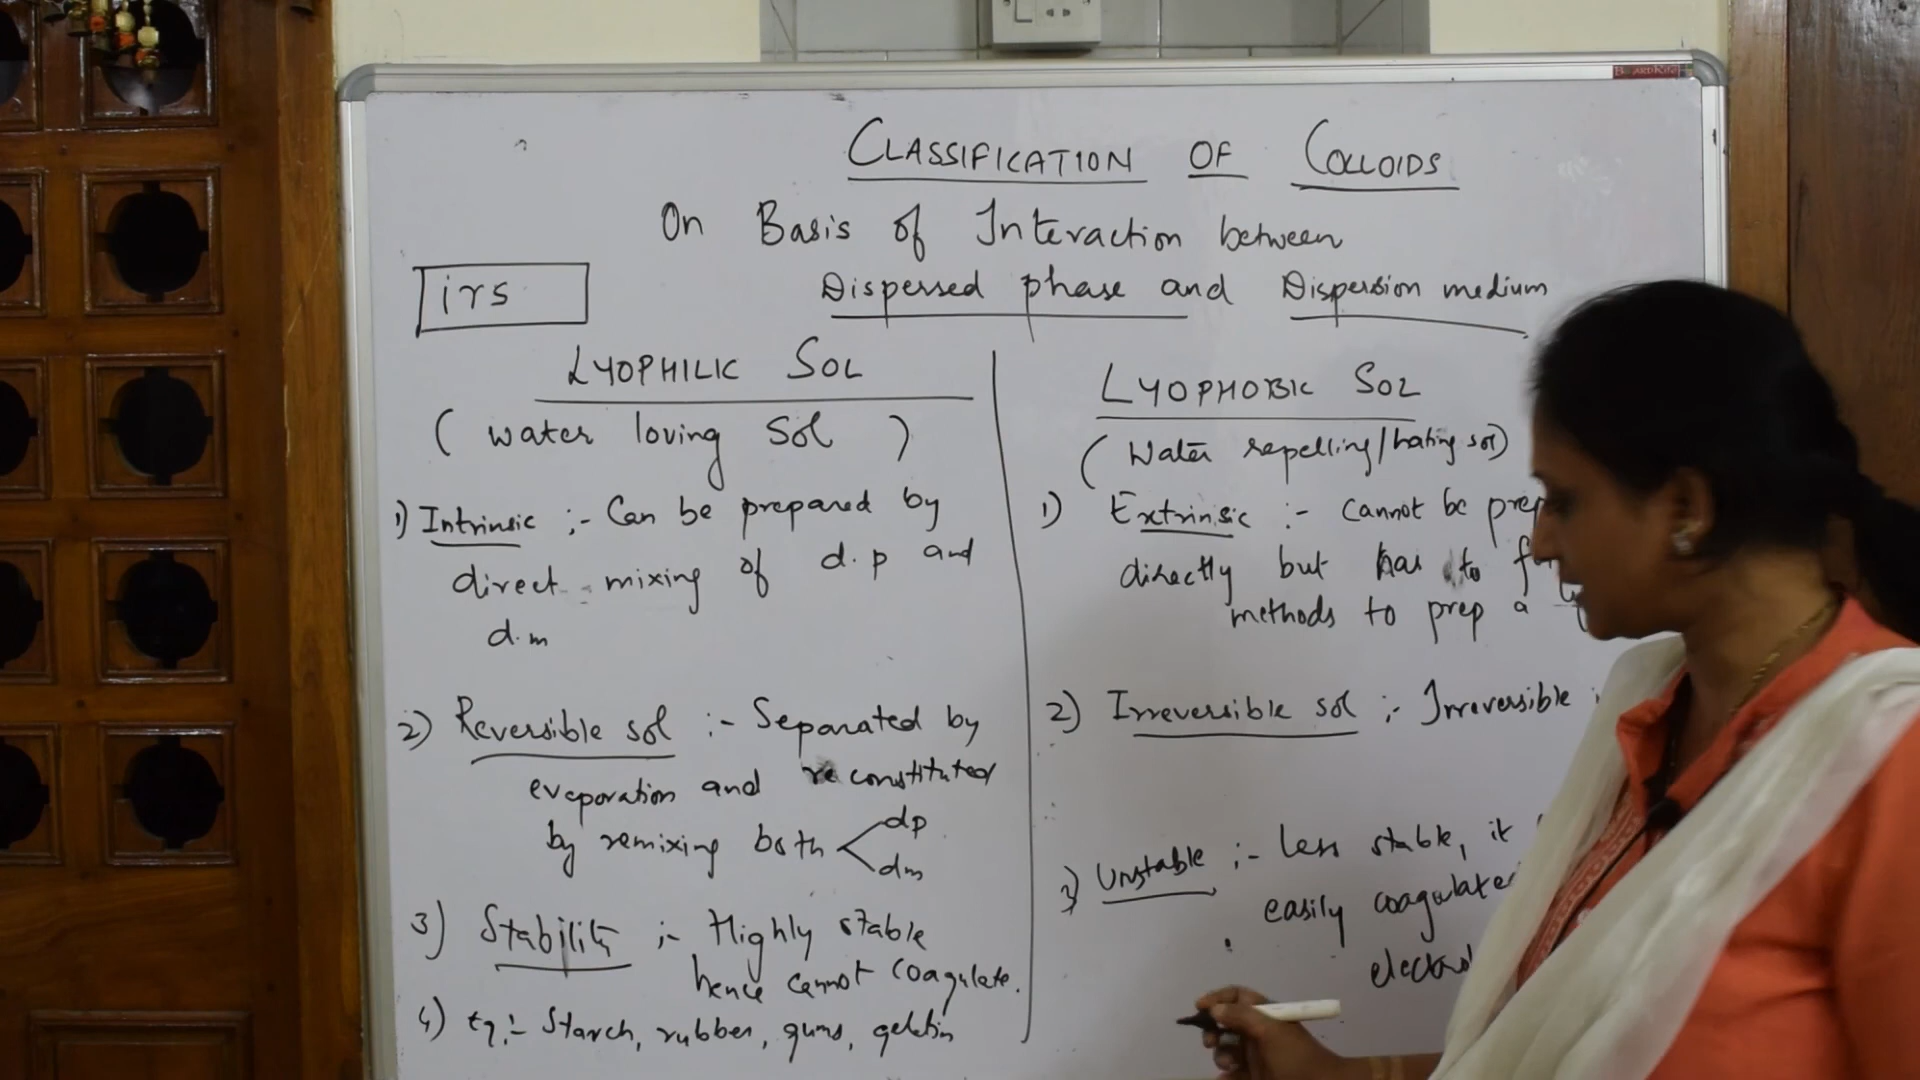 CLASSIFICATION OF COLLOIDS
On Basis of Interaction between
Dispersed phase and Dispersion medium
irs
LYOPHILIC SOL
(water loving sol)
1) Intrinsic :- Can be prepared by
direct mixing of d.p and
d.m
2) Reversible sol :- Separated by
evaporation and reconstituted
by remixing both dp
dm
3) Stability :- Highly stable
hence cannot coagulate.
4) eg:- Starch, rubber, gums, gelatin
LYOPHOBIC SOL
(Water repelling/hating sol)
1) Extrinsic :- Cannot be prep
directly but has to f
methods to prep a
2) Irreversible sol :- Irreversible
3) Unstable :- Less stable, it
easily coagulate